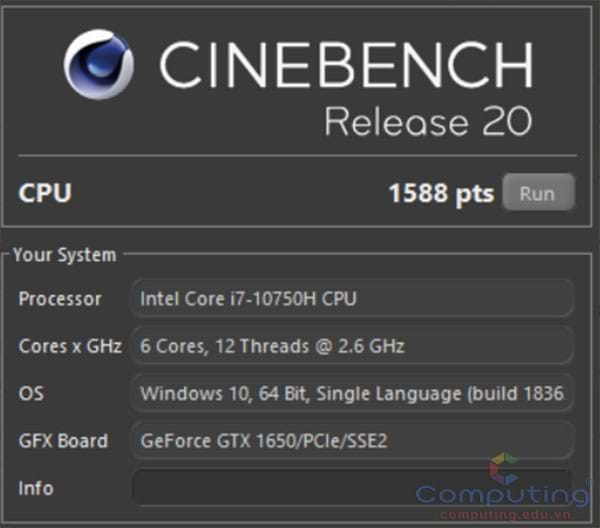 CINEBENCH
Release 20
CPU 1588 pts Run
Your System
Processor Intel Core i7-10750H CPU
Cores x GHz 6 Cores, 12 Threads @ 2.6 GHz
OS Windows 10, 64 Bit, Single Language (build 1836
GFX Board GeForce GTX 1650/PCIe/SSE2
Info
Computing
computing.edu.vn